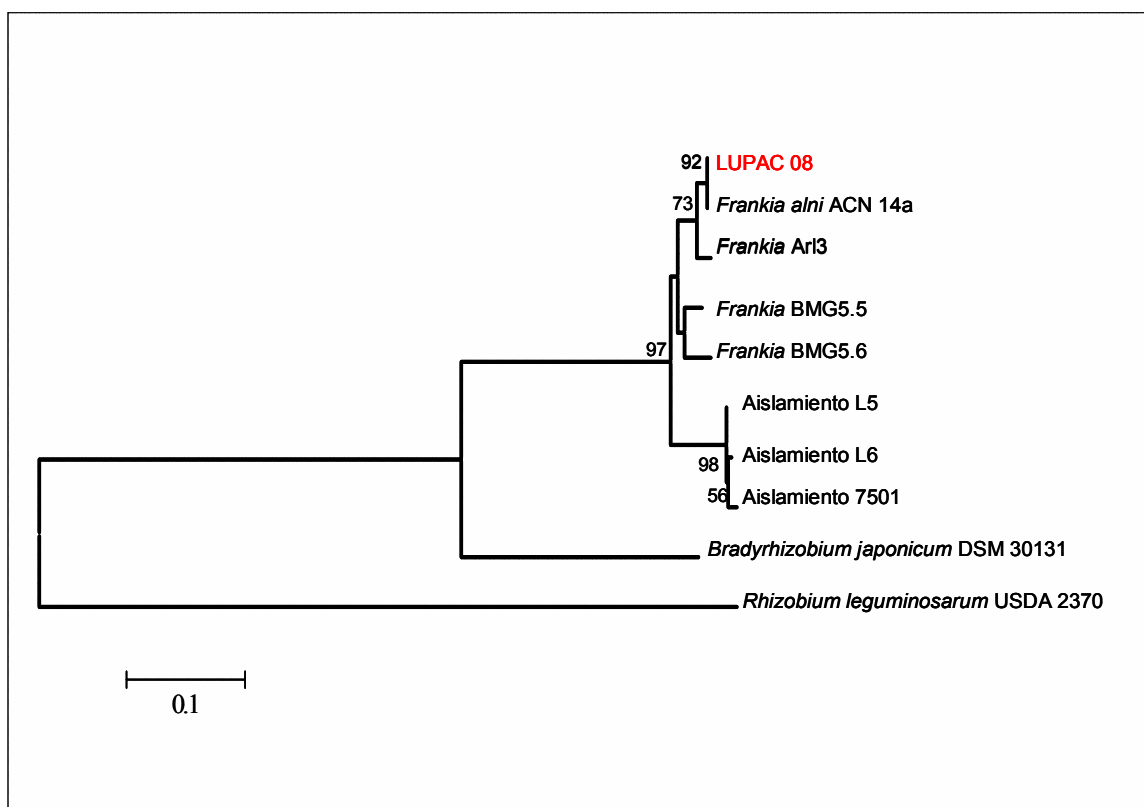 92 LUPAC 08
73 Frankia alni ACN 14a
Frankia Arl3
Frankia BMG5.5
97 Frankia BMG5.6
Aislamiento L5
98 Aislamiento L6
56 Aislamiento 7501
Bradyrhizobium japonicum DSM 30131
Rhizobium leguminosarum USDA 2370
0.1